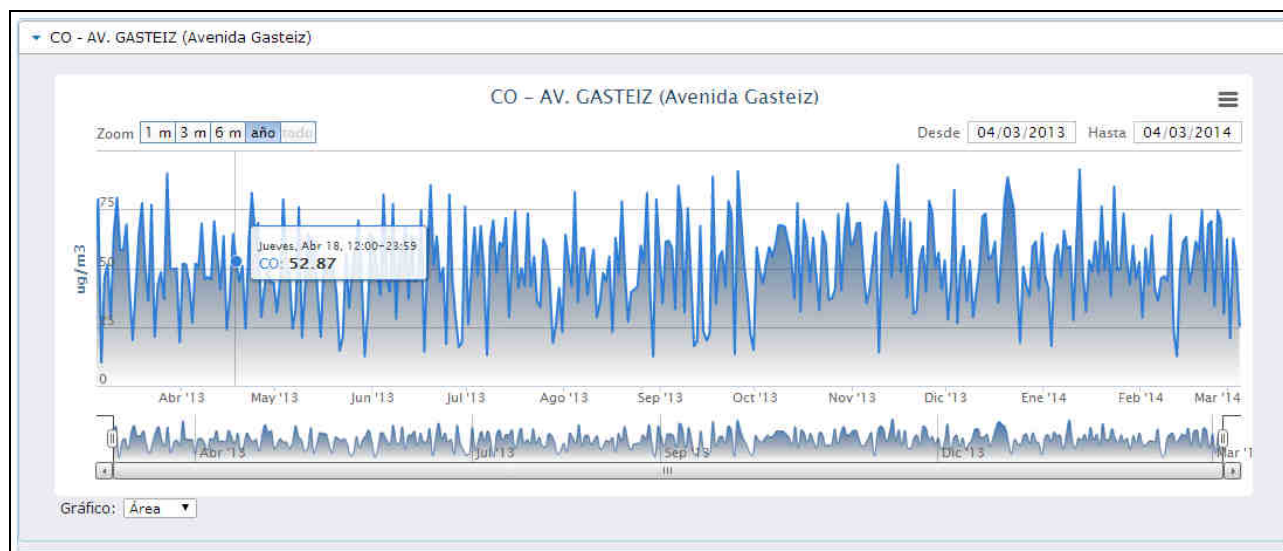 CO - AV. GASTEIZ (Avenida Gasteiz)
CO - AV. GASTEIZ (Avenida Gasteiz)
Zoom 1 m 3 m 6 m año todo Desde 04/03/2013 Hasta 04/03/2014
75
50
25
0
ug/m3
Jueves, Abr 18, 12:00-23:59
CO: 52.87
Abr '13 May '13 Jun '13 Jul '13 Ago '13 Sep '13 Oct '13 Nov '13 Dic '13 Ene '14 Feb '14 Mar '14
Abr '13 Jul '13 Sep '13 Dic '13 Mar '1
Gráfico: Área